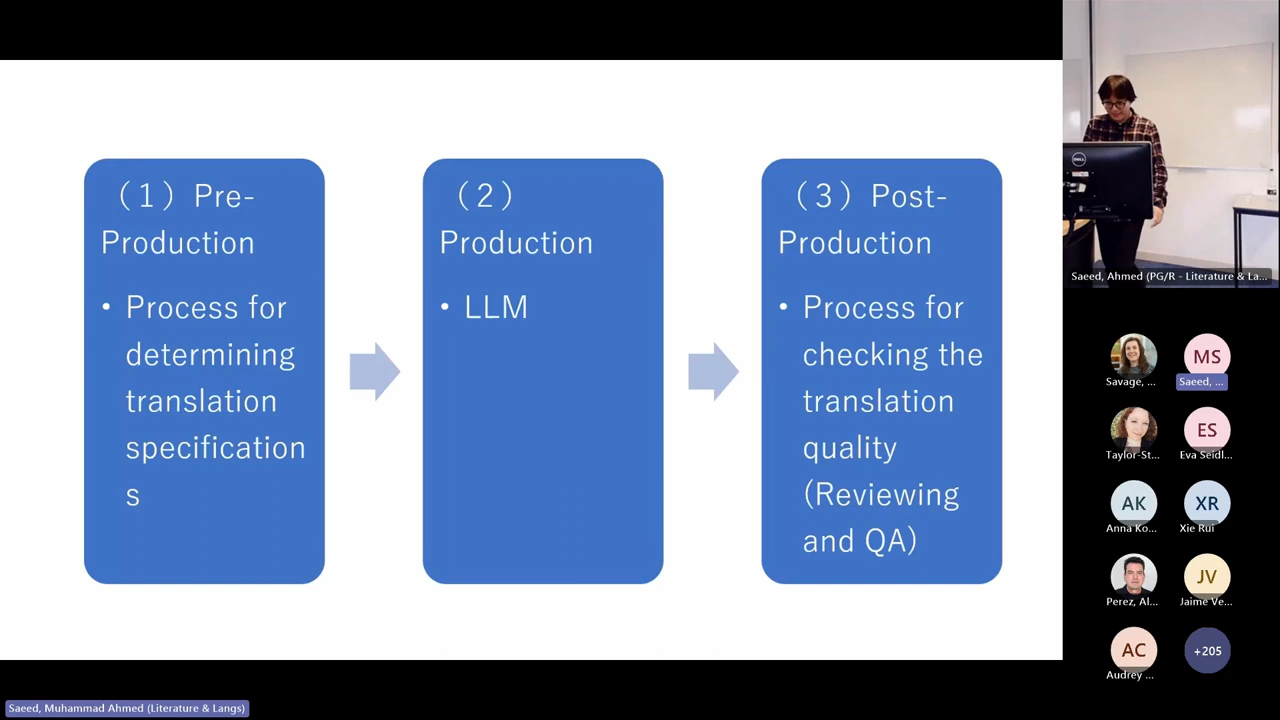 （1）Pre-
Production
• Process for
determining
translation
specification
s
（2）
Production
• LLM
（3）Post-
Production
• Process for
checking the
translation
quality
(Reviewing
and QA)
DELL
Saeed, Ahmed (PG/R - Literature & La...
Savage, ...
MS
Saeed, ...
Taylor-St...
ES
Eva Seidl...
AK
Anna Ko...
XR
Xie Rui
Perez, Al...
JV
Jaime Ve...
AC
Audrey ...
+205
Saeed, Muhammad Ahmed (Literature & Langs)